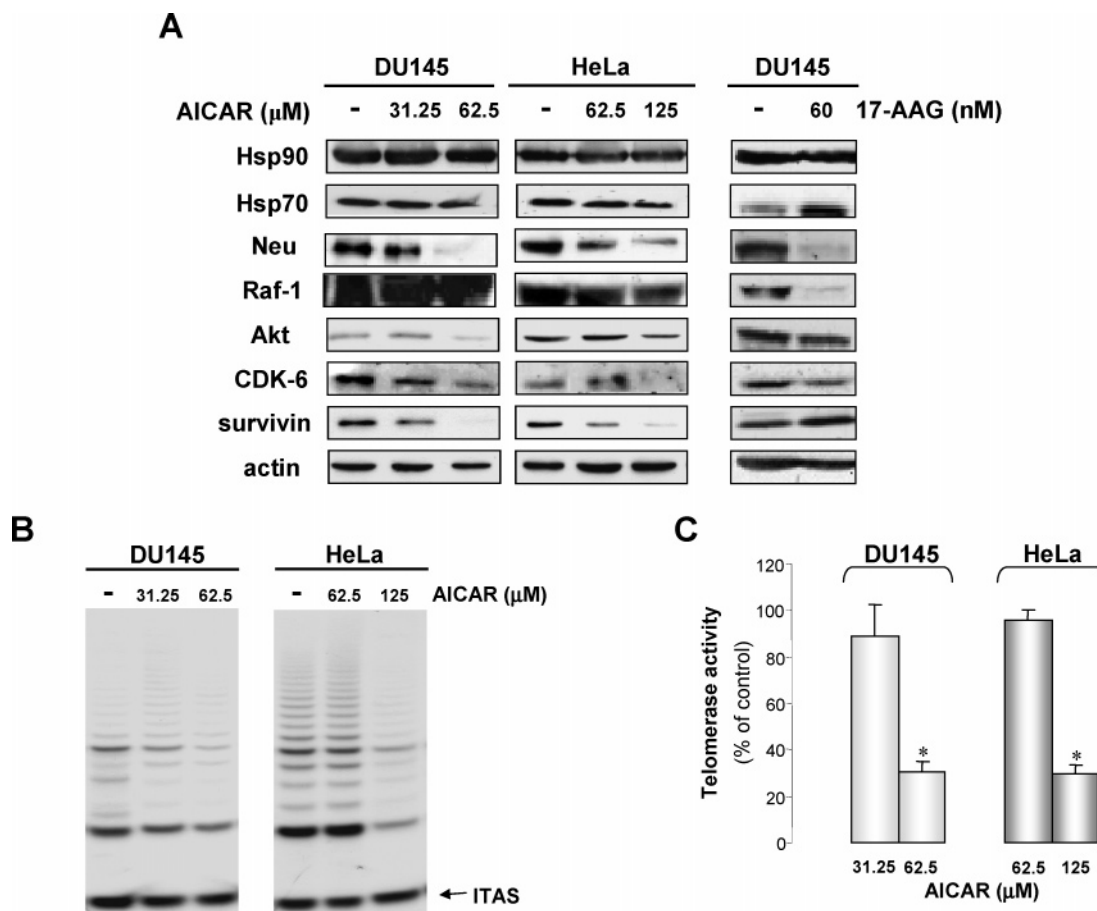 A
DU145 HeLa DU145
AICAR (µM) - 31.25 62.5 - 62.5 125 - 60 17-AAG (nM)
Hsp90
Hsp70
Neu
Raf-1
Akt
CDK-6
survivin
actin
B
DU145 HeLa
- 31.25 62.5 - 62.5 125 AICAR (µM)
ITAS
C
DU145 HeLa
Telomerase activity
(% of control)
120
100
80
60
40
20
0
* *
31.25 62.5 62.5 125
AICAR (µM)